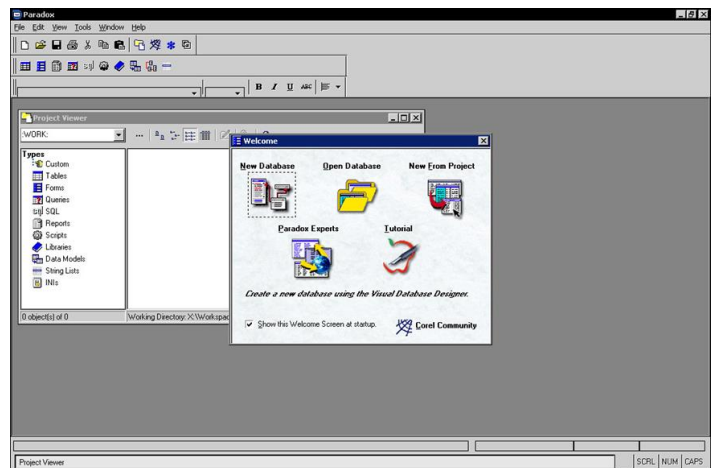 Paradox
File Edit View Tools Window Help
B I U ABC
Project Viewer
:WORK:
Types
Custom
Tables
Forms
Queries
SQL
Reports
Scripts
Libraries
Data Models
String Lists
INIs
0 object(s) of 0
Working Directory: X:\Workspac
Welcome
New Database
Open Database
New From Project
Paradox Experts
Tutorial
Create a new database using the Visual Database Designer.
Show this Welcome Screen at startup.
Corel Community
Project Viewer
SCRL NUM CAPS